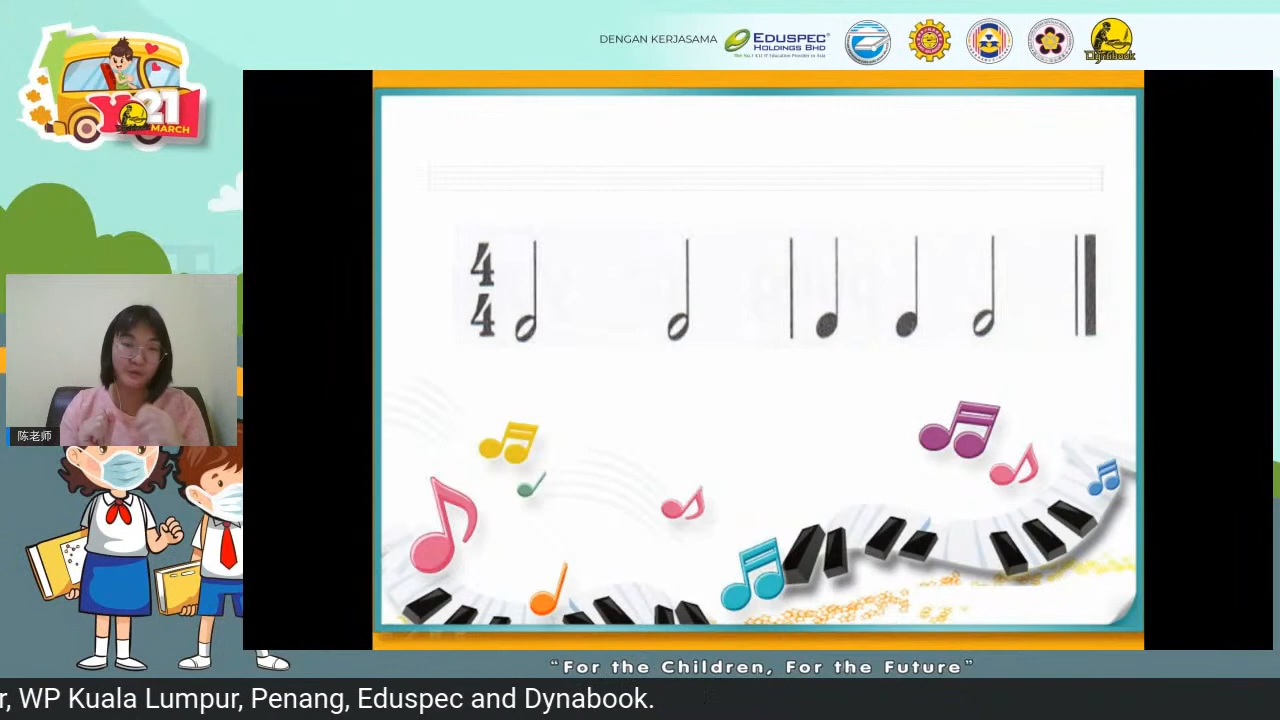 DENGAN KERJASAMA
EDUSPEC
HOLDINGS BHD
Dynabook
21
MARCH
4
4
陈老师
“For the Children, For the Future”
r, WP Kuala Lumpur, Penang, Eduspec and Dynabook.